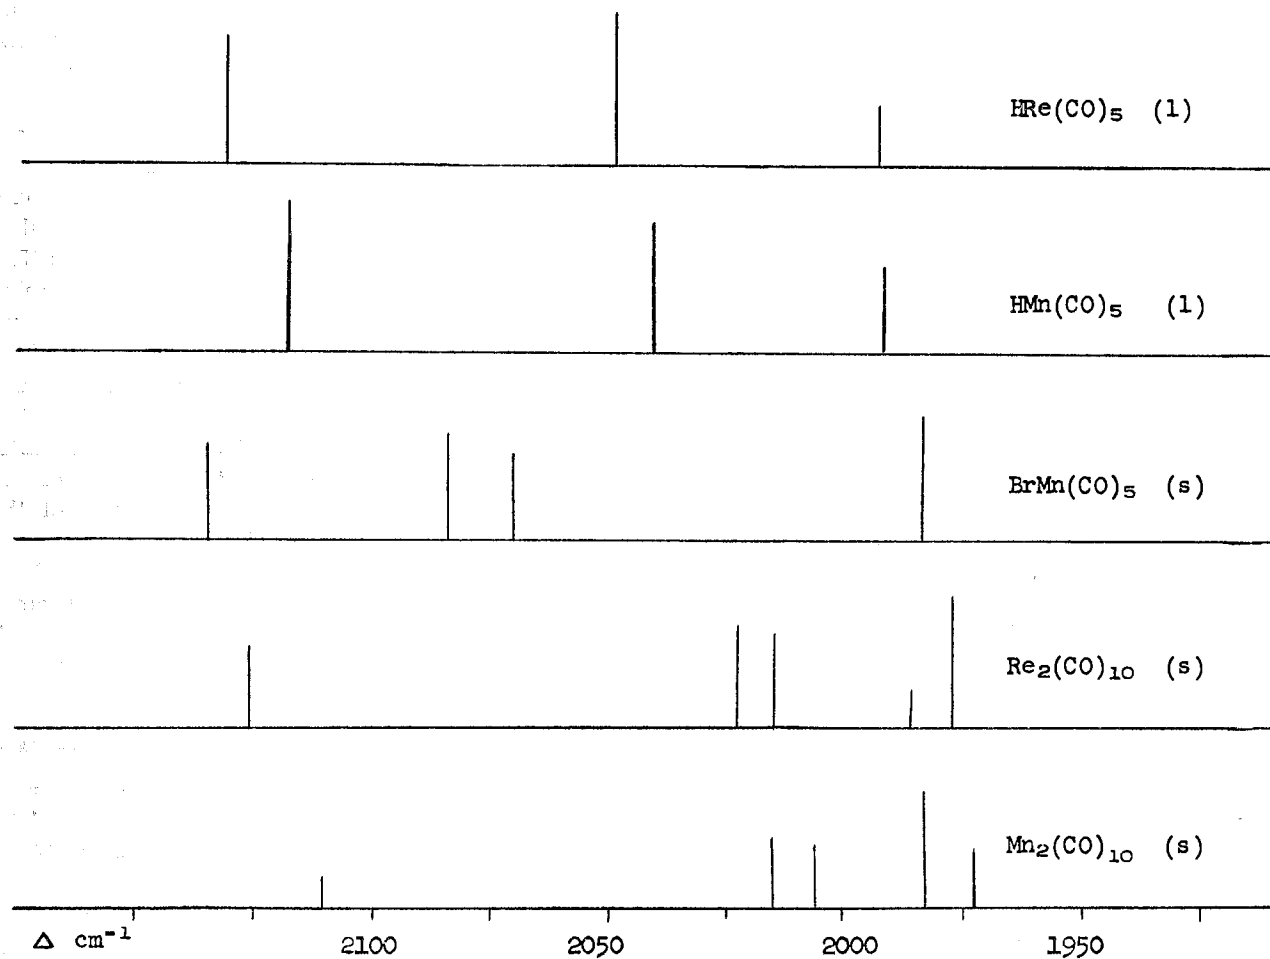 HRe(CO)₅ (l)
HMn(CO)₅ (l)
BrMn(CO)₅ (s)
Re₂(CO)₁₀ (s)
Mn₂(CO)₁₀ (s)
Δ cm⁻¹ 2100 2050 2000 1950